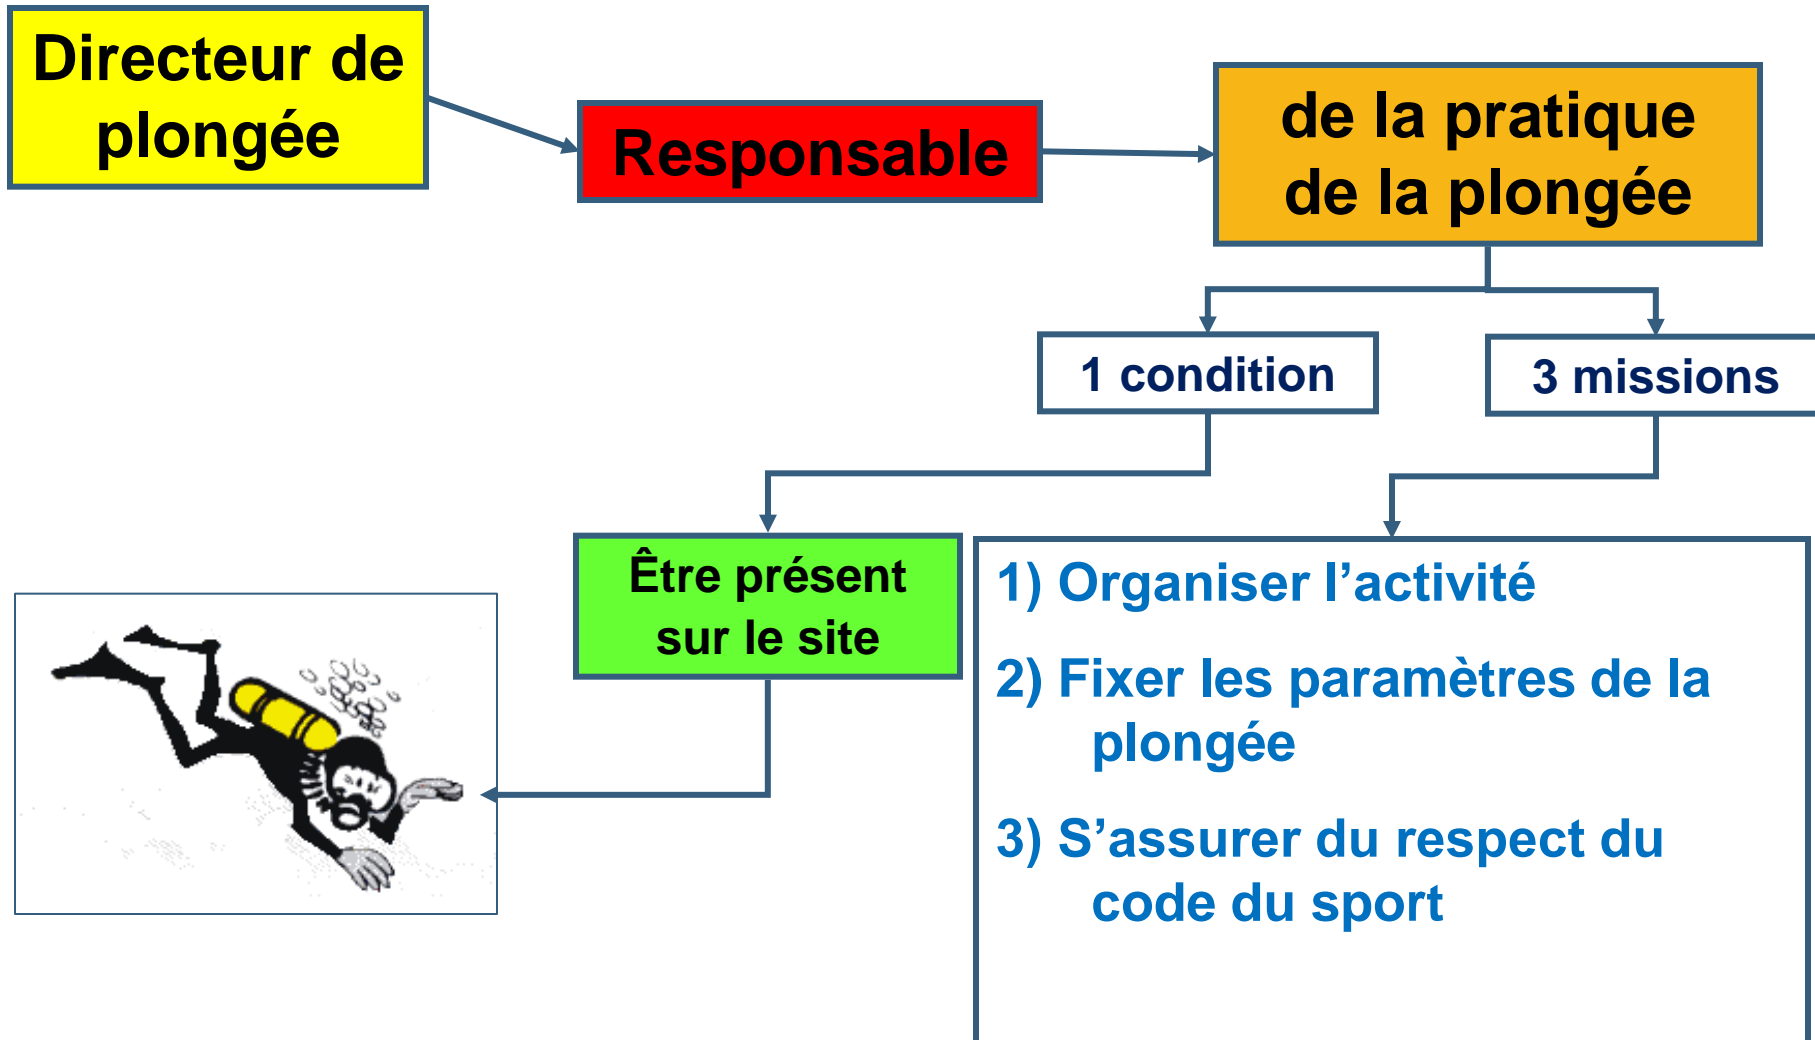 Directeur de
plongée
Responsable
de la pratique
de la plongée
1 condition
3 missions
Être présent
sur le site
1) Organiser l’activité
2) Fixer les paramètres de la
plongée
3) S’assurer du respect du
code du sport